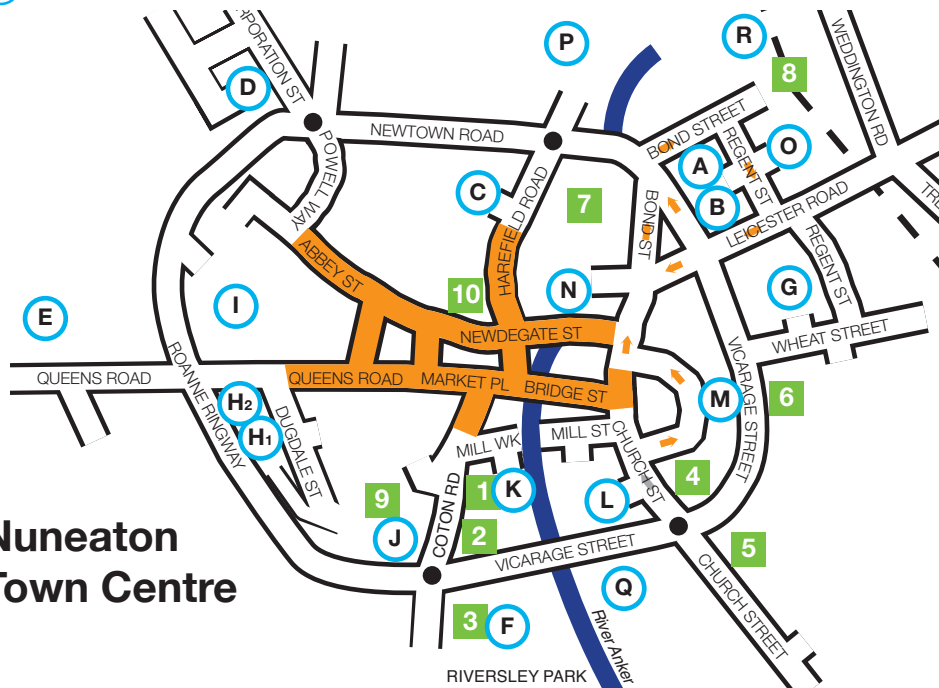 RPORATION ST
D
P
R
8
WEDDINGTON RD
NEWTOWN ROAD
POWELL WAY
BOND STREET
REGENT ST
A
O
B
C
HAREFIELD ROAD
7
BOND ST
LEICESTER ROAD
REGENT ST
ABBEY ST
10
N
G
E
I
NEWDEGATE ST
WHEAT STREET
VICARAGE STREET
QUEENS ROAD
QUEENS ROAD
MARKET PL
BRIDGE ST
ROANNE RINGWAY
H2
H1
DUGDALE ST
M
6
MILL WK
MILL ST
CHURCH ST
9
1
K
L
4
J
COTON RD
2
VICARAGE STREET
5
CHURCH STREET
Nuneaton
Town Centre
3
F
Q
River Anker
RIVERSLEY PARK